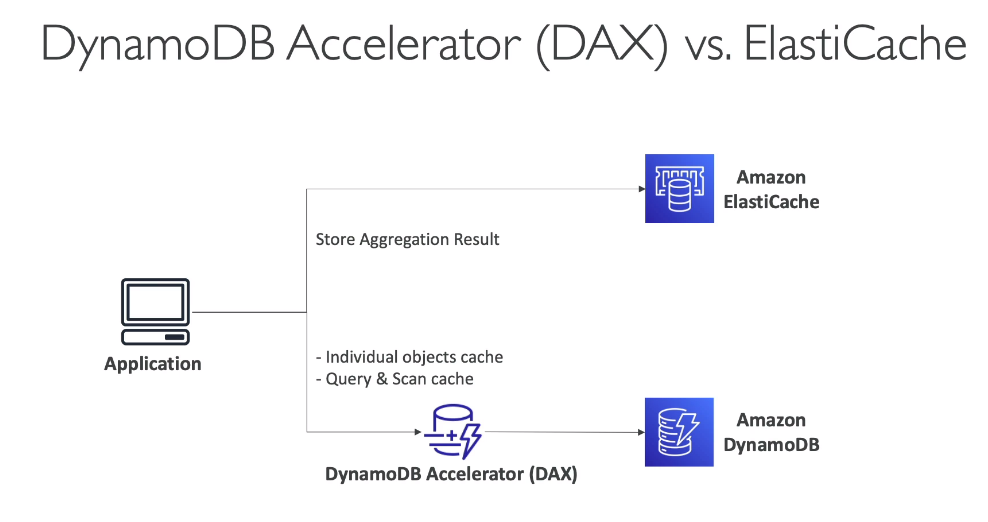 DynamoDB Accelerator (DAX) vs. ElastiCache
Amazon
ElastiCache
Store Aggregation Result
Application
- Individual objects cache
- Query & Scan cache
DynamoDB Accelerator (DAX)
Amazon
DynamoDB